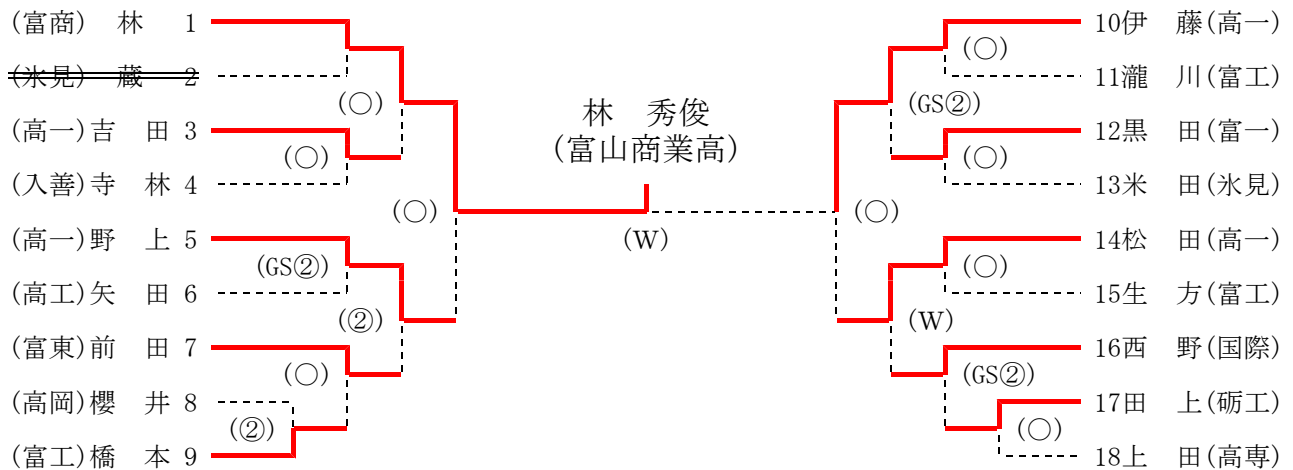 (富商) 林 1
(氷見) 蔵 2
(高一)吉 田 3
(入善)寺 林 4
(高一)野 上 5
(高工)矢 田 6
(富東)前 田 7
(高岡)櫻 井 8
(富工)橋 本 9
(○)
(○)
(○)
(GS②)
(②)
(○)
(②)
林 秀俊
(富山商業高)
(W)
(○)
(GS②)
(○)
(○)
(○)
(W)
(GS②)
(○)
10伊 藤(高一)
11瀧 川(富工)
12黒 田(富一)
13米 田(氷見)
14松 田(高一)
15生 方(富工)
16西 野(国際)
17田 上(砺工)
18上 田(高専)